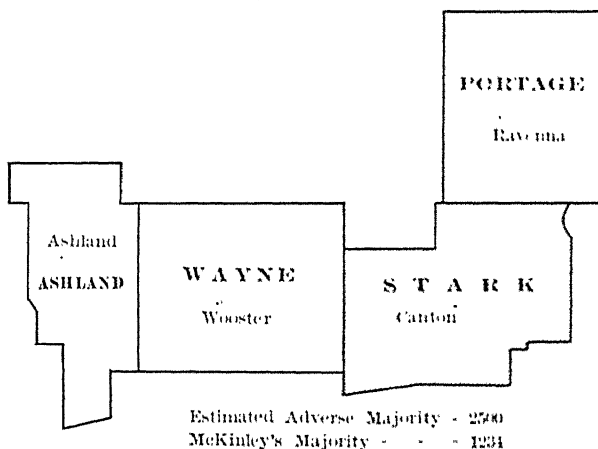 PORTAGE
Ravenna
Ashland
ASHLAND
WAYNE
Wooster
STARK
Canton
Estimated Adverse Majority - 2500
McKinley's Majority - - - 1234